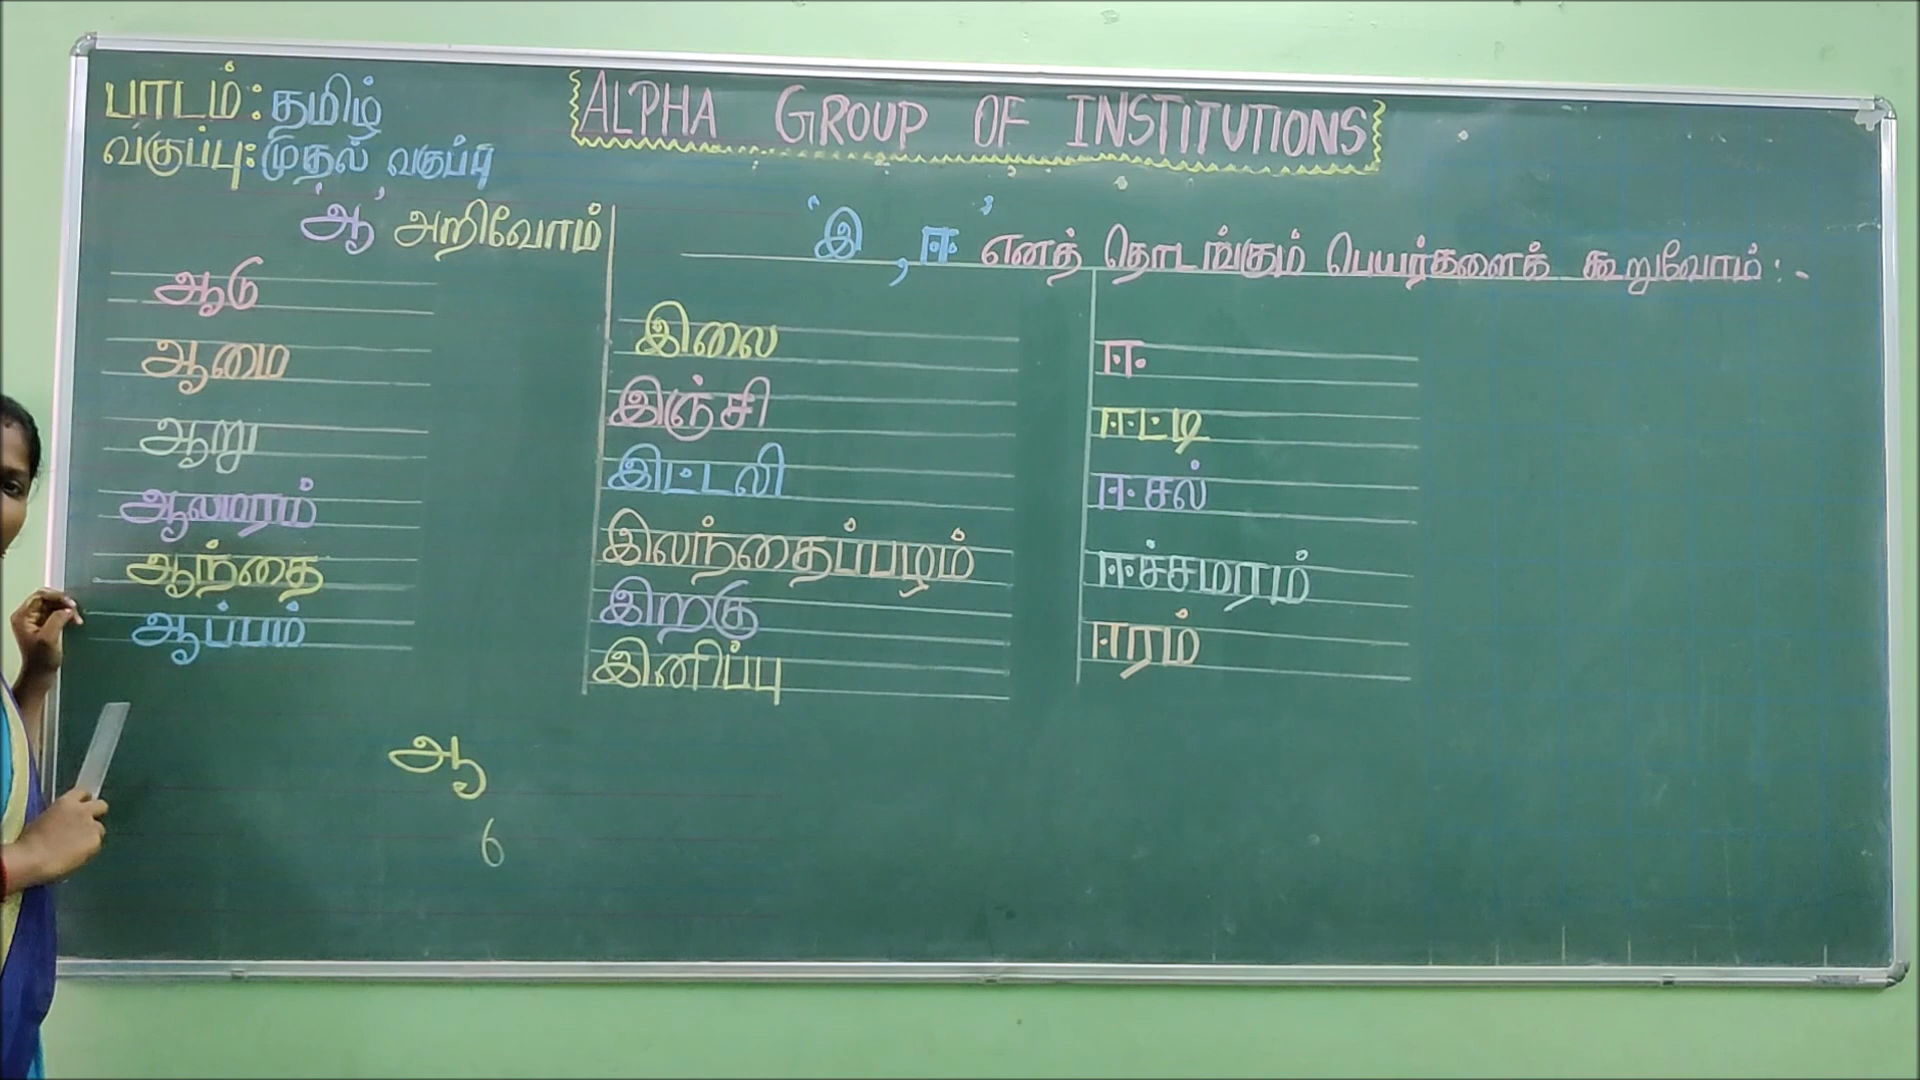 ALPHA GROUP OF INSTITUTIONS
பாடம் : தமிழ்
வகுப்பு: முதல் வகுப்பு
'ஆ' அறிவோம்
ஆடு
ஆமை
ஆறு
ஆலமரம்
ஆந்தை
ஆப்பம்
'இ , ஈ' எனத் தொடங்கும் பெயர்களைக் கூறுவோம் : -
இலை
இஞ்சி
இட்டலி
இலந்தைப்பழம்
இறகு
இனிப்பு
ஈ
ஈட்டி
ஈசல்
ஈச்சமரம்
ஈரம்
ஆ
6